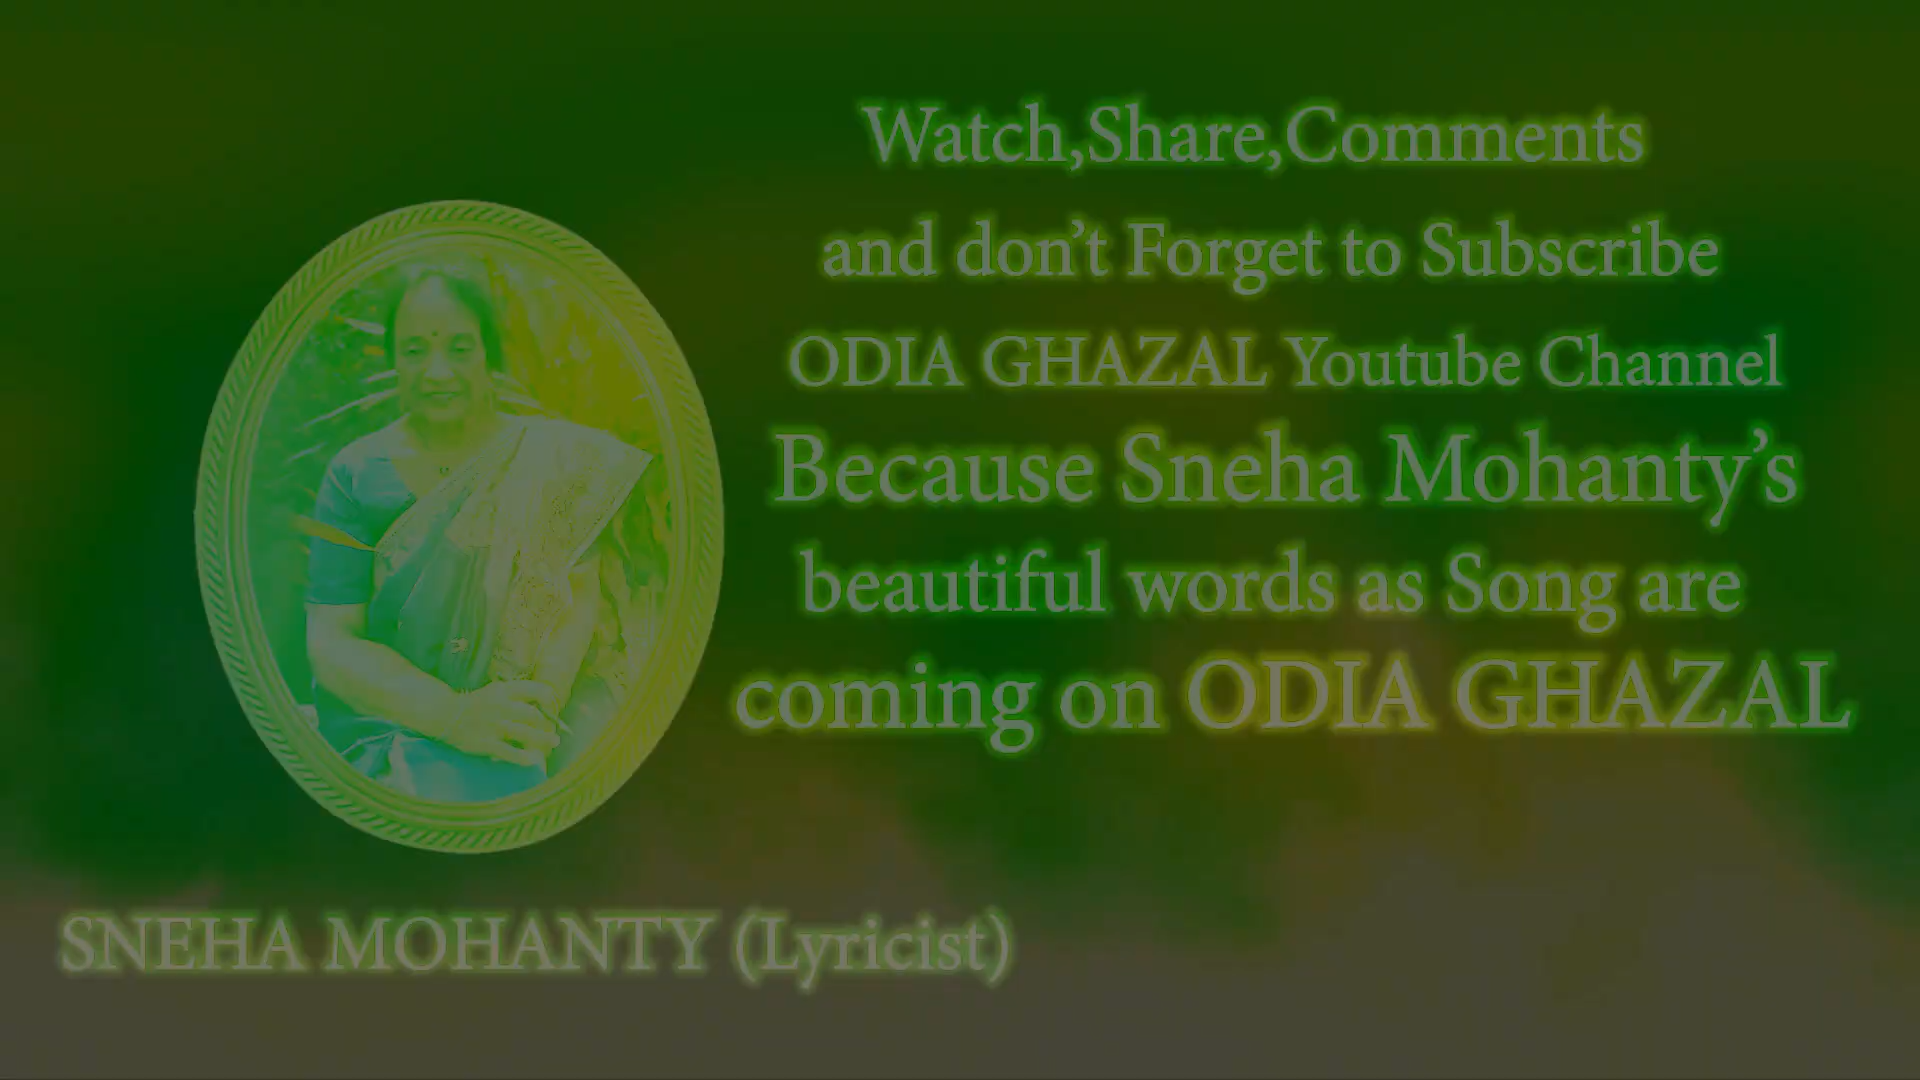 Watch,Share,Comments
and don't Forget to Subscribe
ODIA GHAZAL Youtube Channel
Because Sneha Mohanty's
beautiful words as Song are
coming on ODIA GHAZAL
SNEHA MOHANTY (Lyricist)